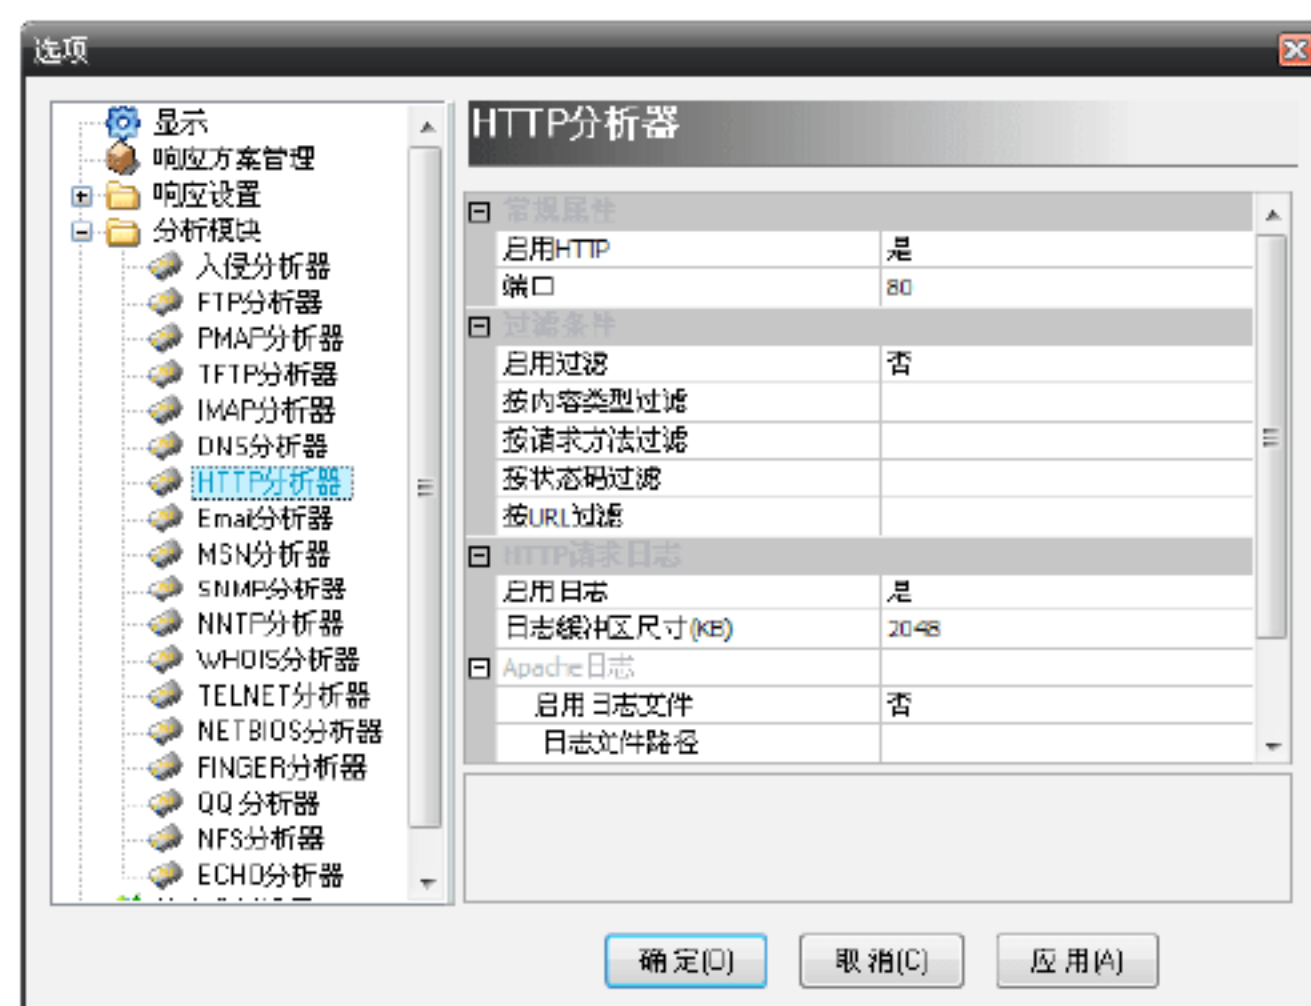 选项
显示
响应方案管理
响应设置
分析模块
入侵分析器
FTP分析器
PMAP分析器
TFTP分析器
IMAP分析器
DNS分析器
HTTP分析器
Email分析器
MSN分析器
SNMP分析器
NNTP分析器
WHOIS分析器
TELNET分析器
NETBIOS分析器
FINGER分析器
QQ分析器
NFS分析器
ECHO分析器
HTTP分析器
常规属性
启用HTTP 是
端口 80
过滤条件
启用过滤 否
按内容类型过滤
按请求方法过滤
按状态码过滤
按URL过滤
HTTP请求日志
启用日志 是
日志缓冲区尺寸(KB) 2048
Apache日志
启用日志文件 否
日志文件路径
确定(O) 取消(C) 应用(A)